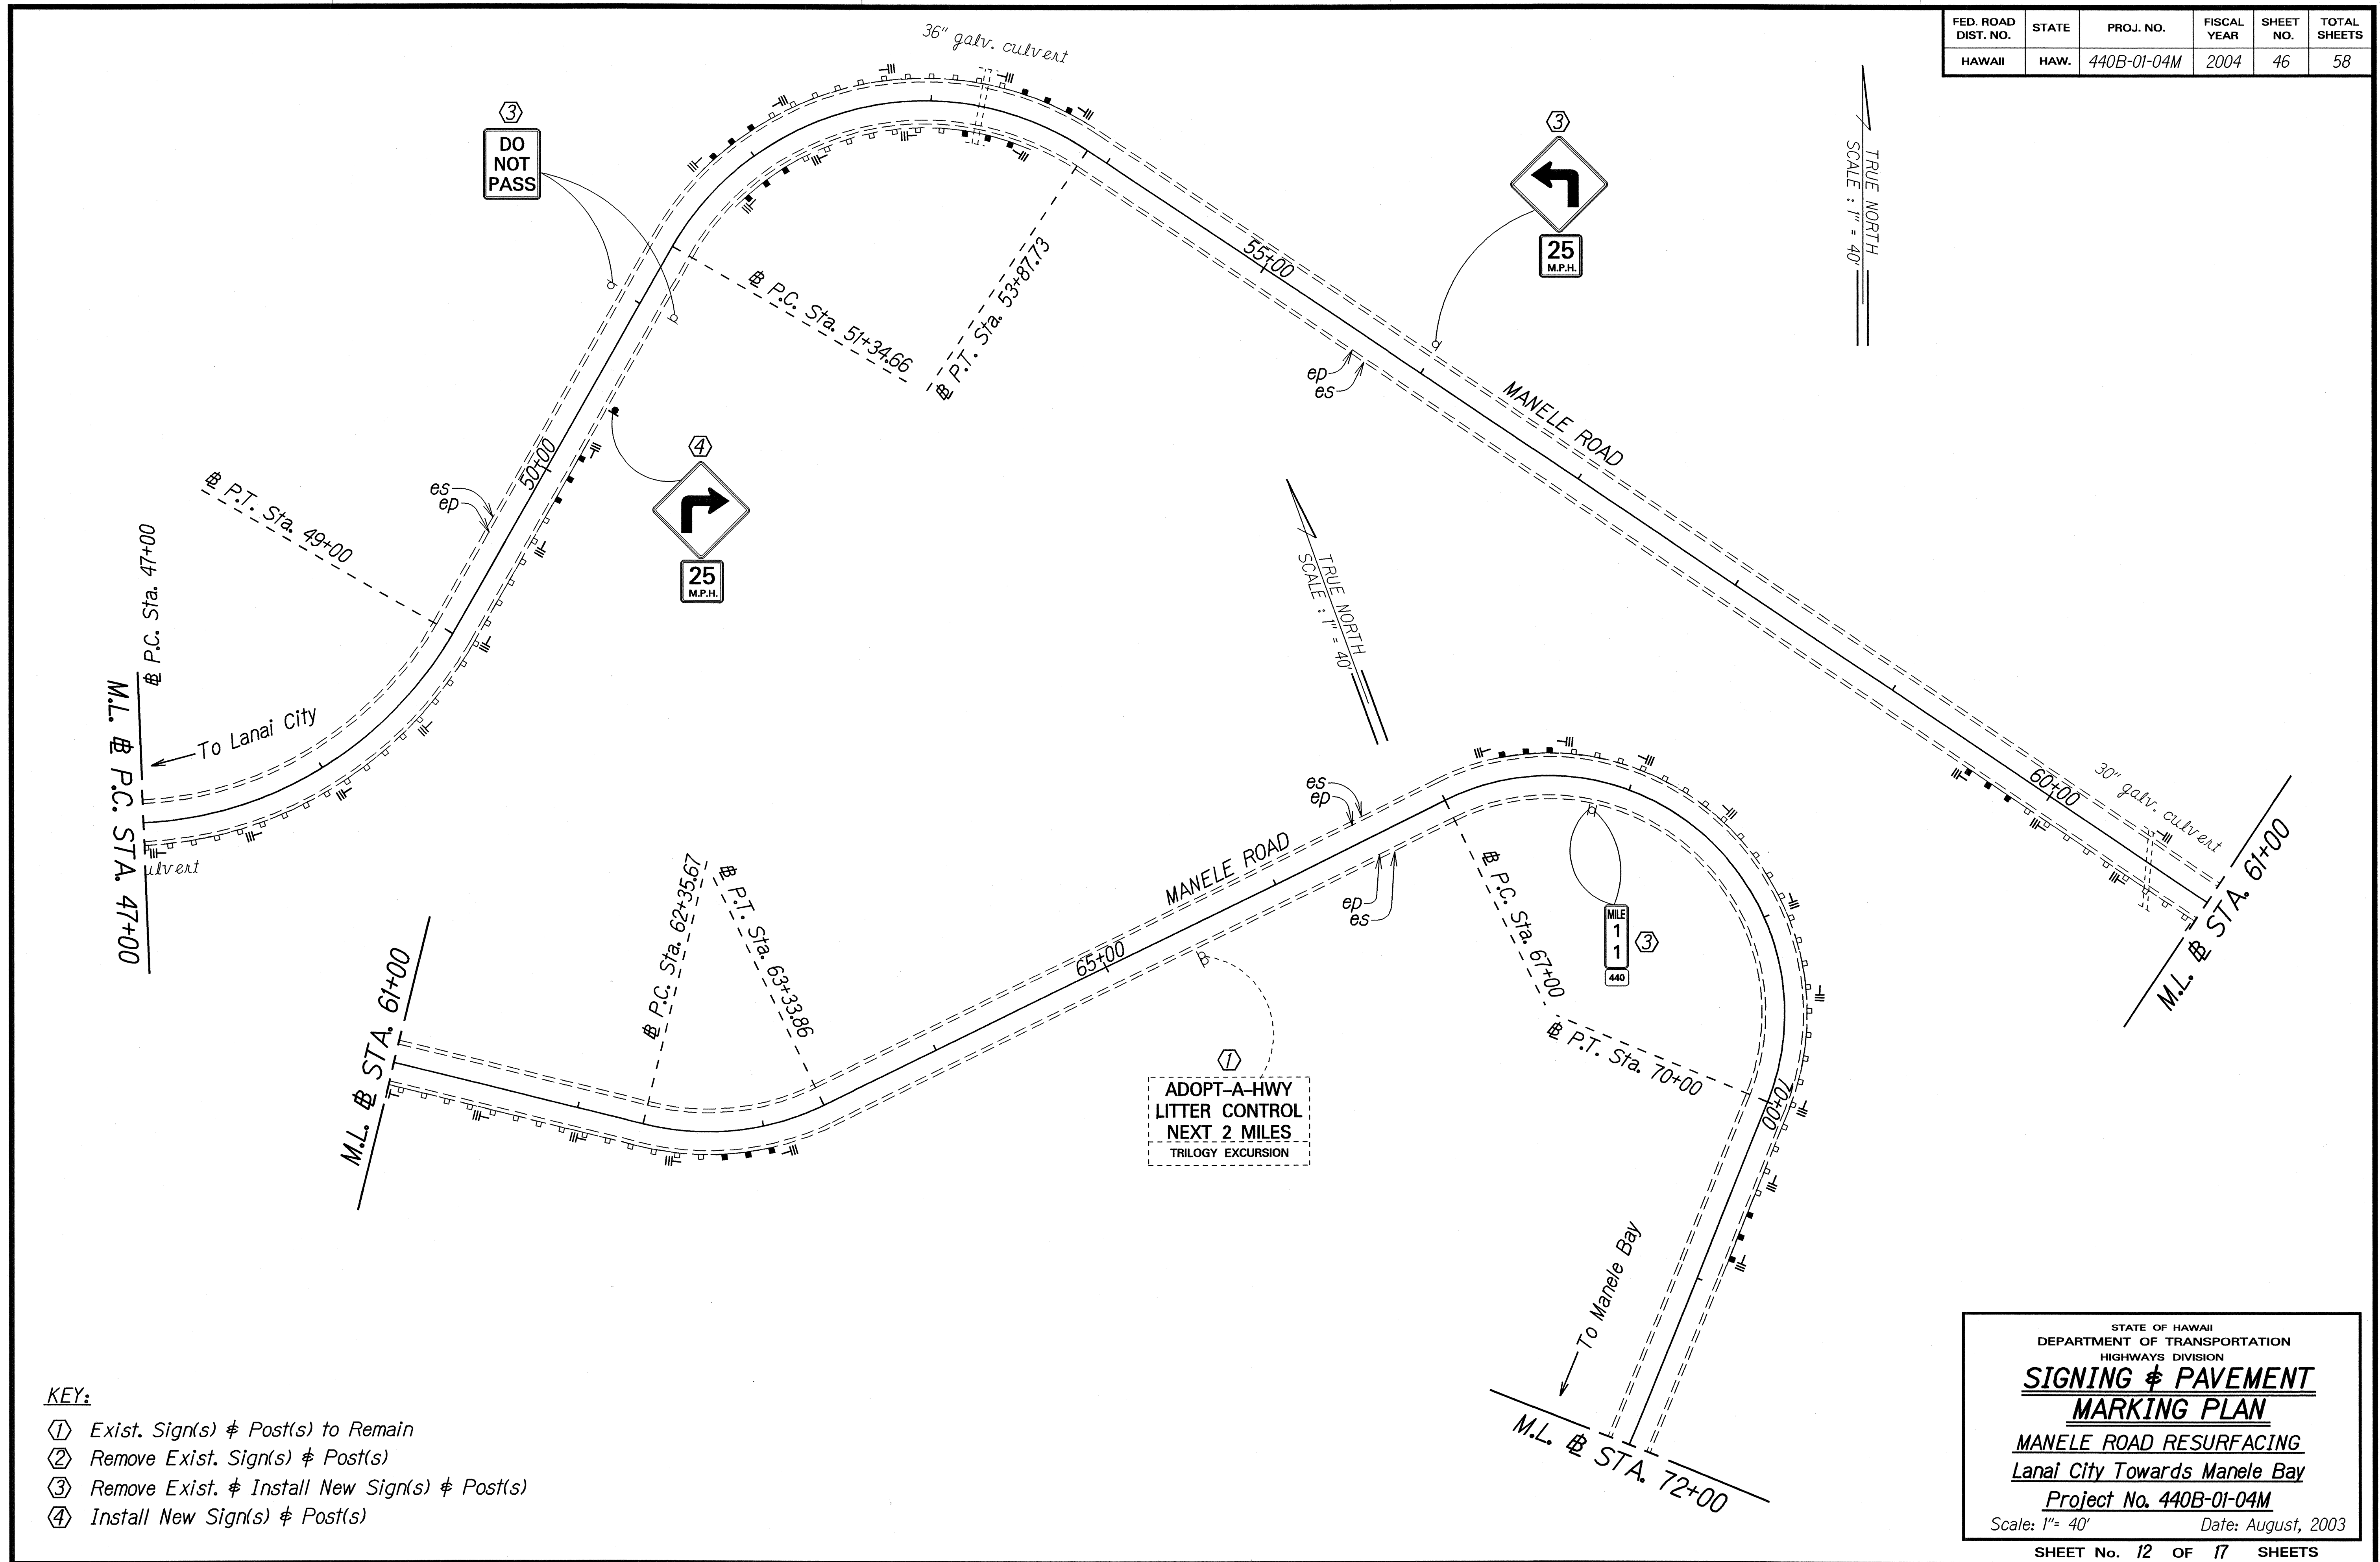 FED. ROAD DIST. NO. STATE PROJ. NO. FISCAL YEAR SHEET NO. TOTAL SHEETS
HAWAII HAW. 440B-01-04M 2004 46 58
36" galv. culvert
3
DO
NOT
PASS
3
25
M.P.H.
TRUE NORTH
SCALE : 1" = 40'
55+00
℄ P.C. Sta. 51+34.66
℄ P.T. Sta. 53+87.73
ep
es
MANELE ROAD
4
25
M.P.H.
50+00
es
ep
℄ P.T. Sta. 49+00
℄ P.C. Sta. 47+00
M.L. ℄ P.C. STA. 47+00
To Lanai City
ulvert
TRUE NORTH
SCALE : 1" = 40'
60+00
30" galv. culvert
M.L. ℄ STA. 61+00
M.L. ℄ STA. 61+00
℄ P.C. Sta. 62+35.67
℄ P.T. Sta. 63+33.86
MANELE ROAD
65+00
es
ep
ep
es
℄ P.C. Sta. 67+00
MILE
1
1
440
3
℄ P.T. Sta. 70+00
70+00
1
ADOPT-A-HWY
LITTER CONTROL
NEXT 2 MILES
TRILOGY EXCURSION
To Manele Bay
M.L. ℄ STA. 72+00
KEY:
1 Exist. Sign(s) & Post(s) to Remain
2 Remove Exist. Sign(s) & Post(s)
3 Remove Exist. & Install New Sign(s) & Post(s)
4 Install New Sign(s) & Post(s)
STATE OF HAWAII
DEPARTMENT OF TRANSPORTATION
HIGHWAYS DIVISION
SIGNING & PAVEMENT
MARKING PLAN
MANELE ROAD RESURFACING
Lanai City Towards Manele Bay
Project No. 440B-01-04M
Scale: 1"= 40' Date: August, 2003
SHEET No. 12 OF 17 SHEETS